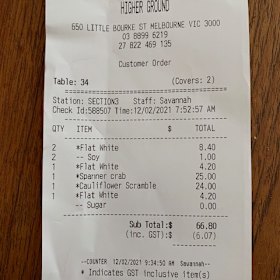 HIGHER GROUND
650 LITTLE BOURKE ST MELBOURNE VIC 3000
03 8899 6219
27 822 469 135
Customer Order
Table: 34 (Covers: 2)
Station: SECTION3 Staff: Savannah
Check Id:568507 Time:12/02/2021 7:52:57 AM
QTY ITEM $ TOTAL
2 *Flat White 8.40
2 -- Soy 1.00
1 *Flat White 4.20
1 *Spanner crab 25.00
1 *Cauliflower Scramble 24.00
1 *Flat White 4.20
-- Sugar 0.00
Sub Total:$ 66.80
(inc. GST):$ (6.07)
--COUNTER 12/02/2021 9:34:50 AM Savannah--
* Indicates GST inclusive item(s)